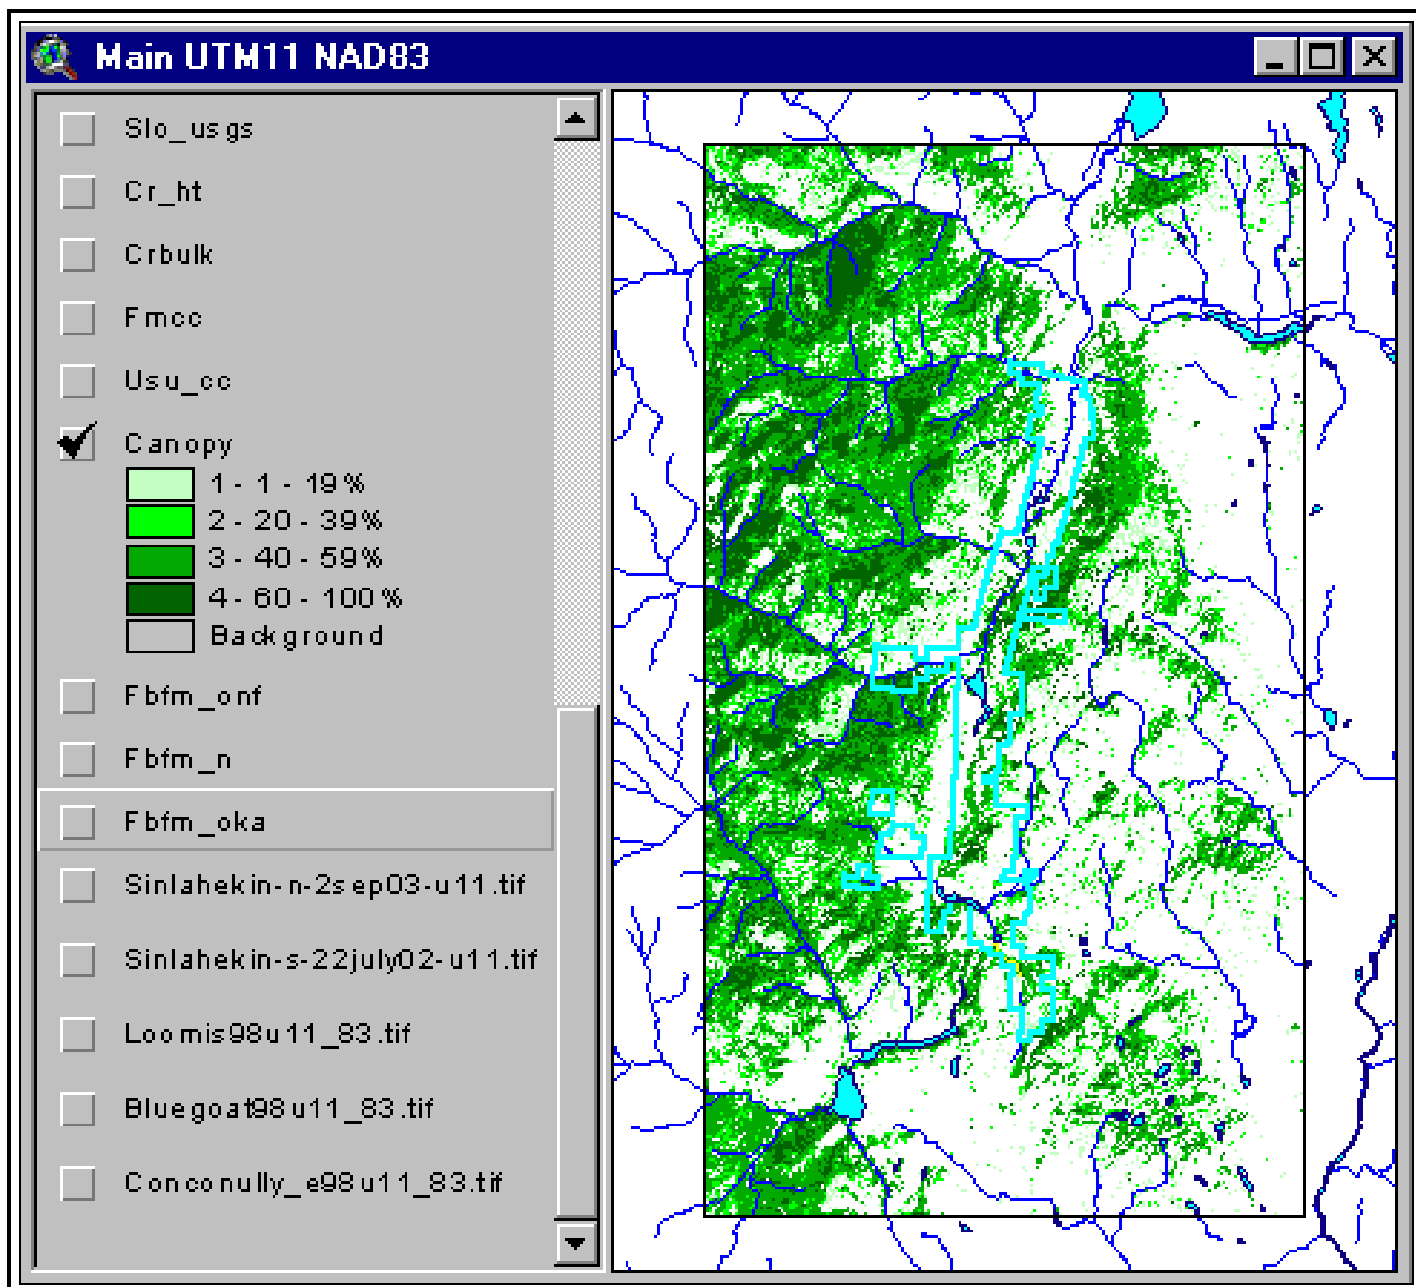 Main UTM11 NAD83
Slo_usgs
Cr_ht
Crbulk
Fmcc
Usu_cc
Canopy
1 - 1 - 19%
2 - 20 - 39%
3 - 40 - 59%
4 - 60 - 100%
Background
Fbfm_onf
Fbfm_n
Fbfm_oka
Sinlahekin-n-2sep03-u11.tif
Sinlahekin-s-22july02-u11.tif
Loomis98u11_83.tif
Bluegoat98u11_83.tif
Conconully_e98u11_83.tif